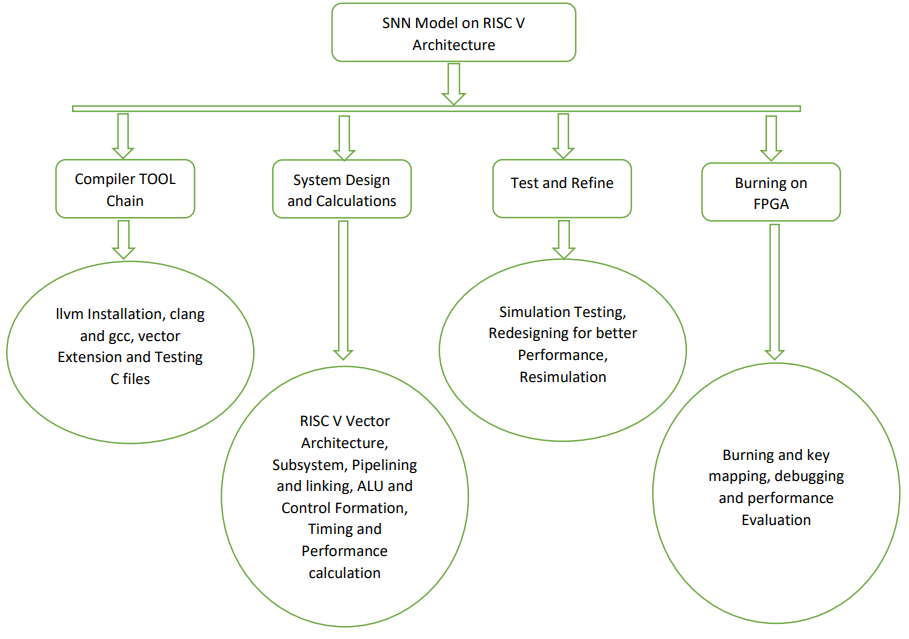 SNN Model on RISC V
Architecture
Compiler TOOL
Chain
System Design
and Calculations
Test and Refine
Burning on
FPGA
llvm Installation, clang
and gcc, vector
Extension and Testing
C files
RISC V Vector
Architecture,
Subsystem, Pipelining
and linking, ALU and
Control Formation,
Timing and
Performance
calculation
Simulation Testing,
Redesigning for better
Performance,
Resimulation
Burning and key
mapping, debugging
and performance
Evaluation